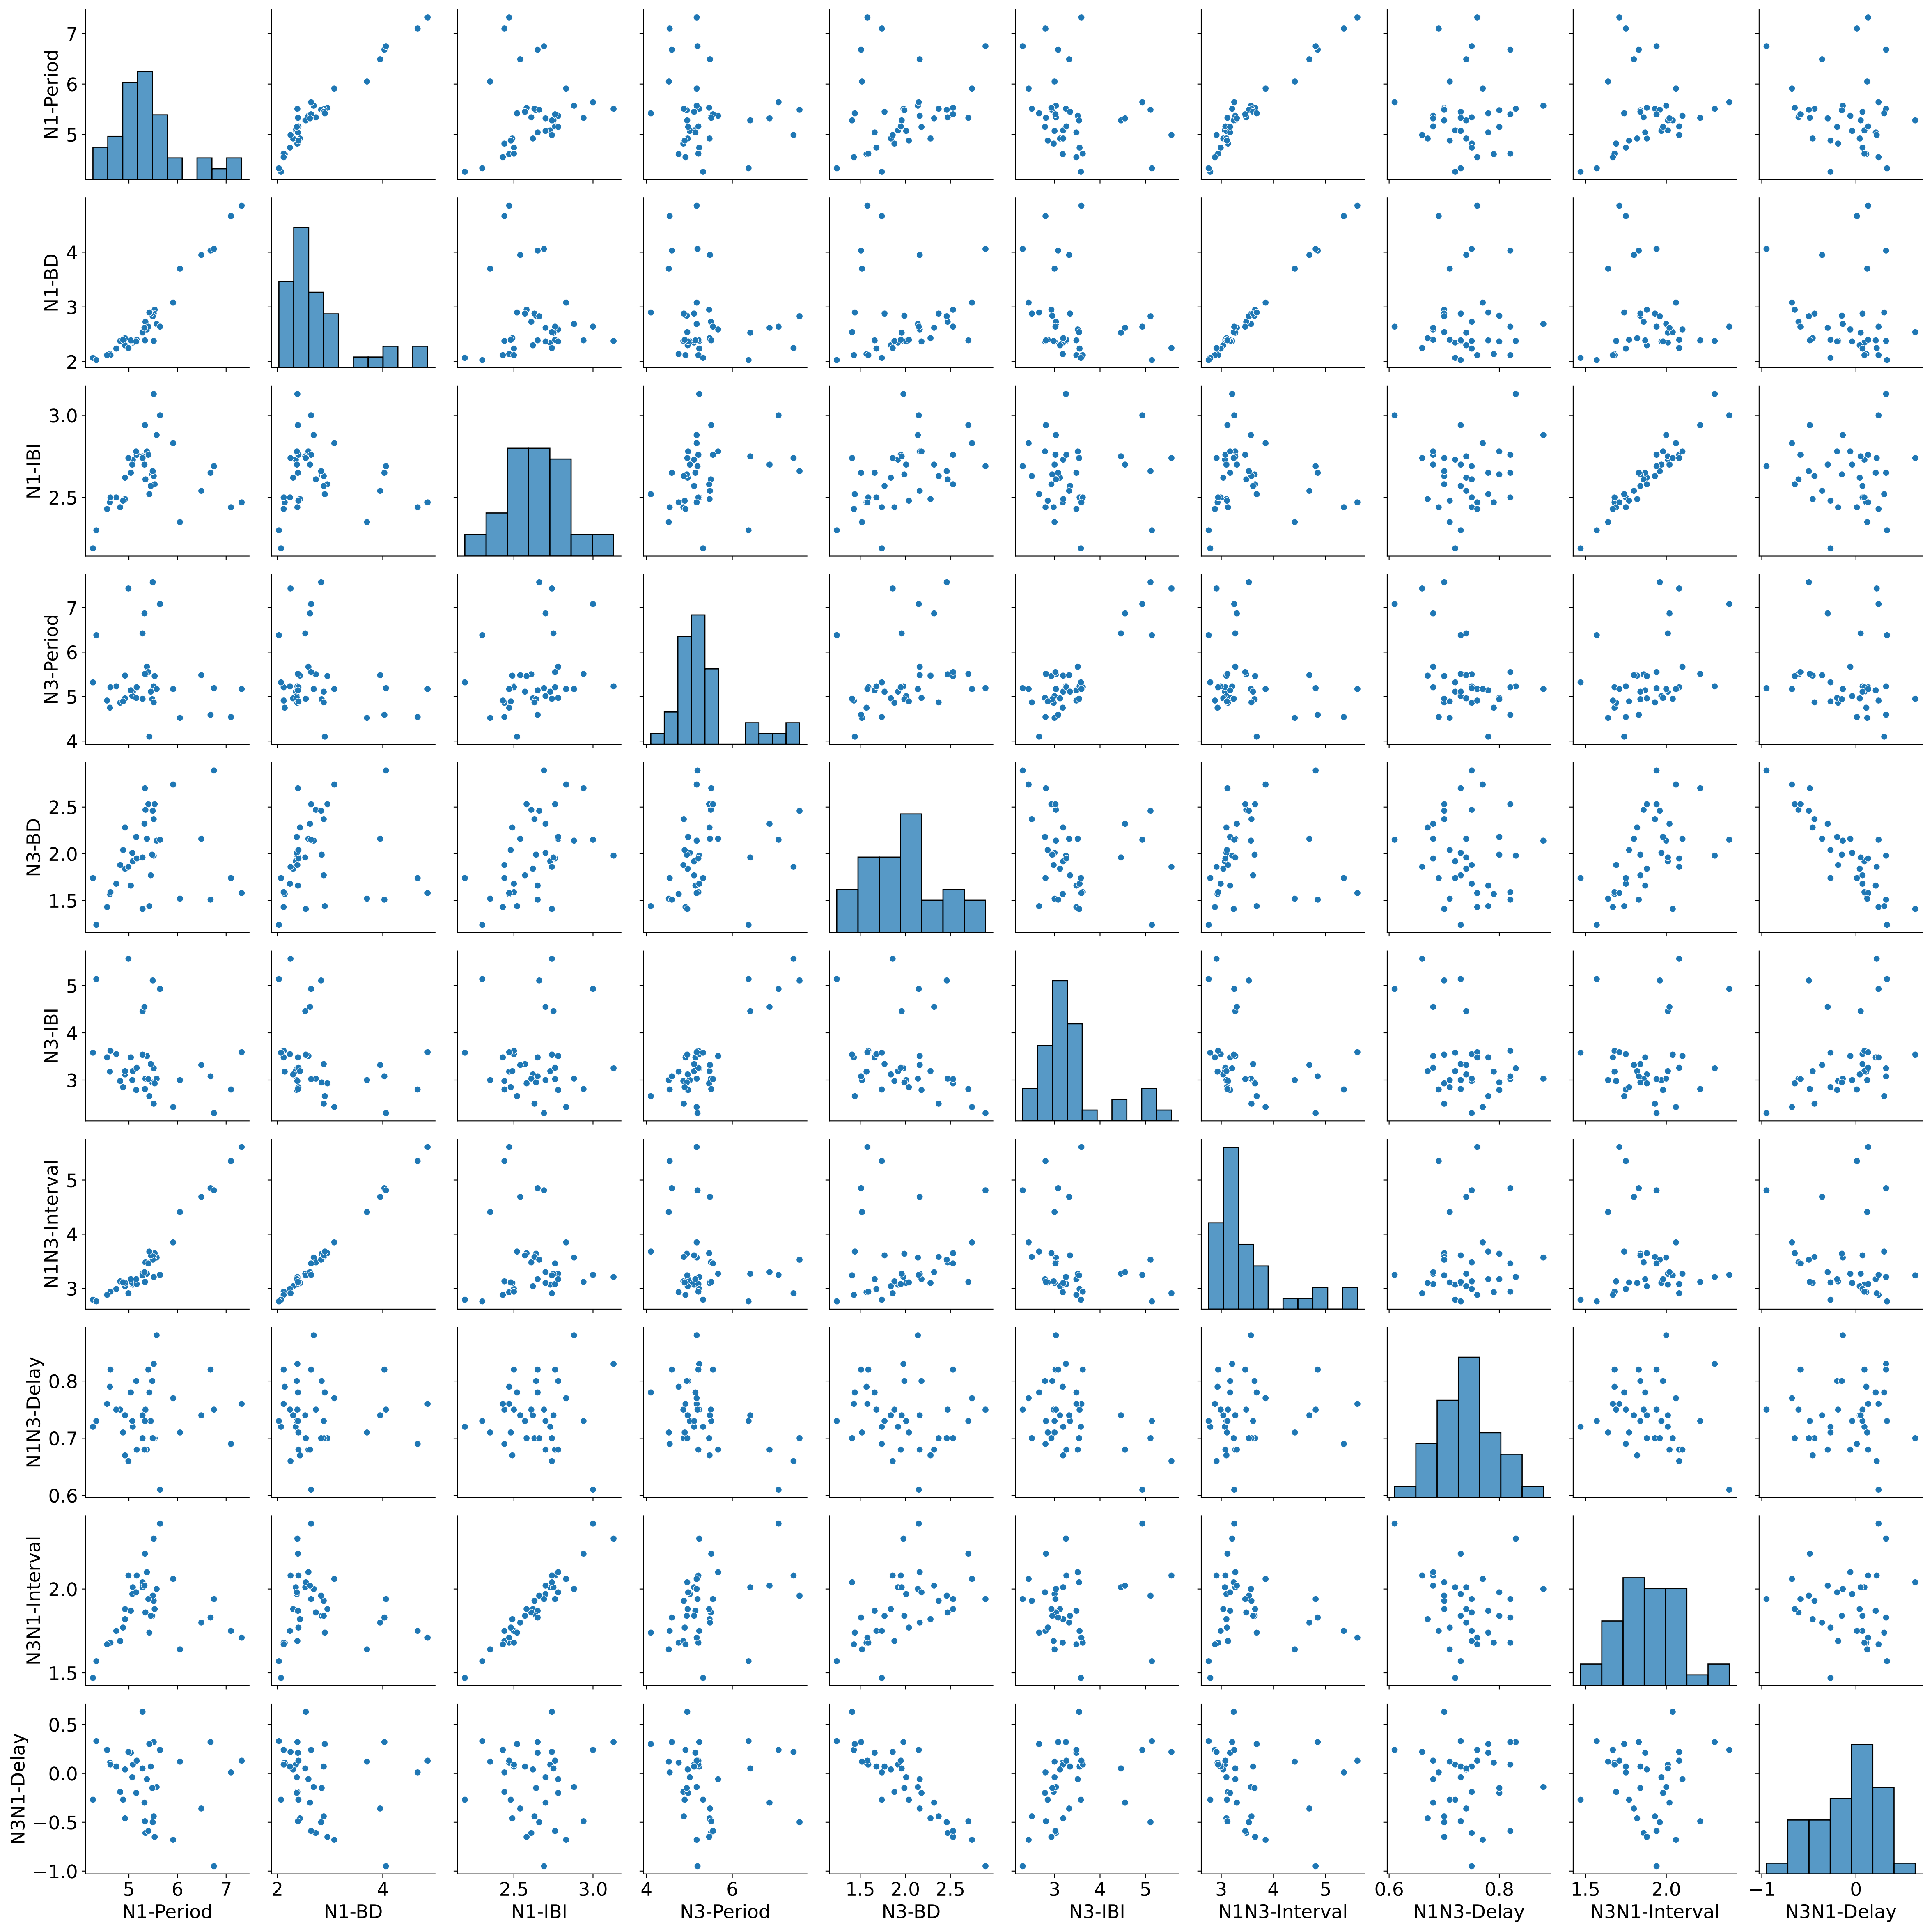 N1-Period
7
6
5
N1-BD
4
3
2
N1-IBI
3.0
2.5
N3-Period
7
6
5
4
N3-BD
2.5
2.0
1.5
N3-IBI
5
4
3
N1N3-Interval
5
4
3
N1N3-Delay
0.8
0.7
0.6
N3N1-Interval
2.0
1.5
N3N1-Delay
0.5
0.0
−0.5
−1.0
5 6 7 2 4 2.5 3.0 4 6 1.5 2.0 2.5 3 4 5 3 4 5 0.6 0.8 1.5 2.0 −1 0
N1-Period N1-BD N1-IBI N3-Period N3-BD N3-IBI N1N3-Interval N1N3-Delay N3N1-Interval N3N1-Delay